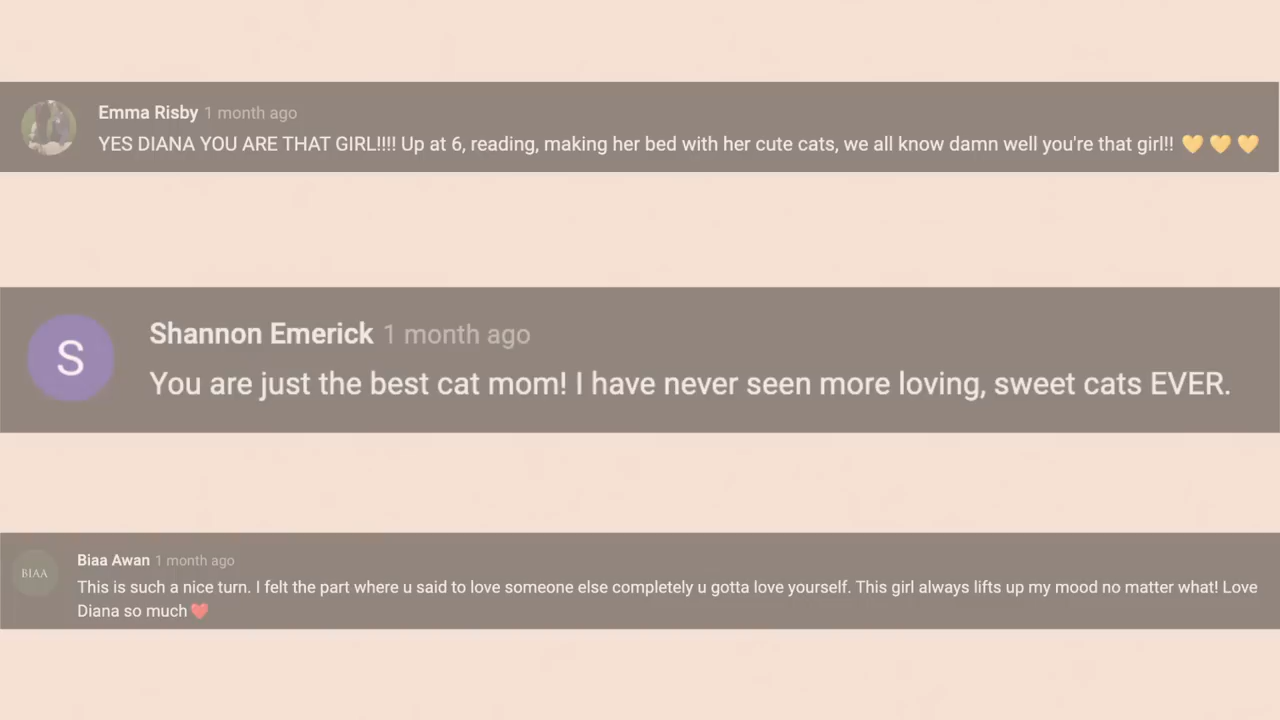 Emma Risby 1 month ago
YES DIANA YOU ARE THAT GIRL!!!! Up at 6, reading, making her bed with her cute cats, we all know damn well you're that girl!! 💛 💛 💛
S
Shannon Emerick 1 month ago
You are just the best cat mom! I have never seen more loving, sweet cats EVER.
BIAA
Biaa Awan 1 month ago
This is such a nice turn. I felt the part where u said to love someone else completely u gotta love yourself. This girl always lifts up my mood no matter what! Love
Diana so much❤️